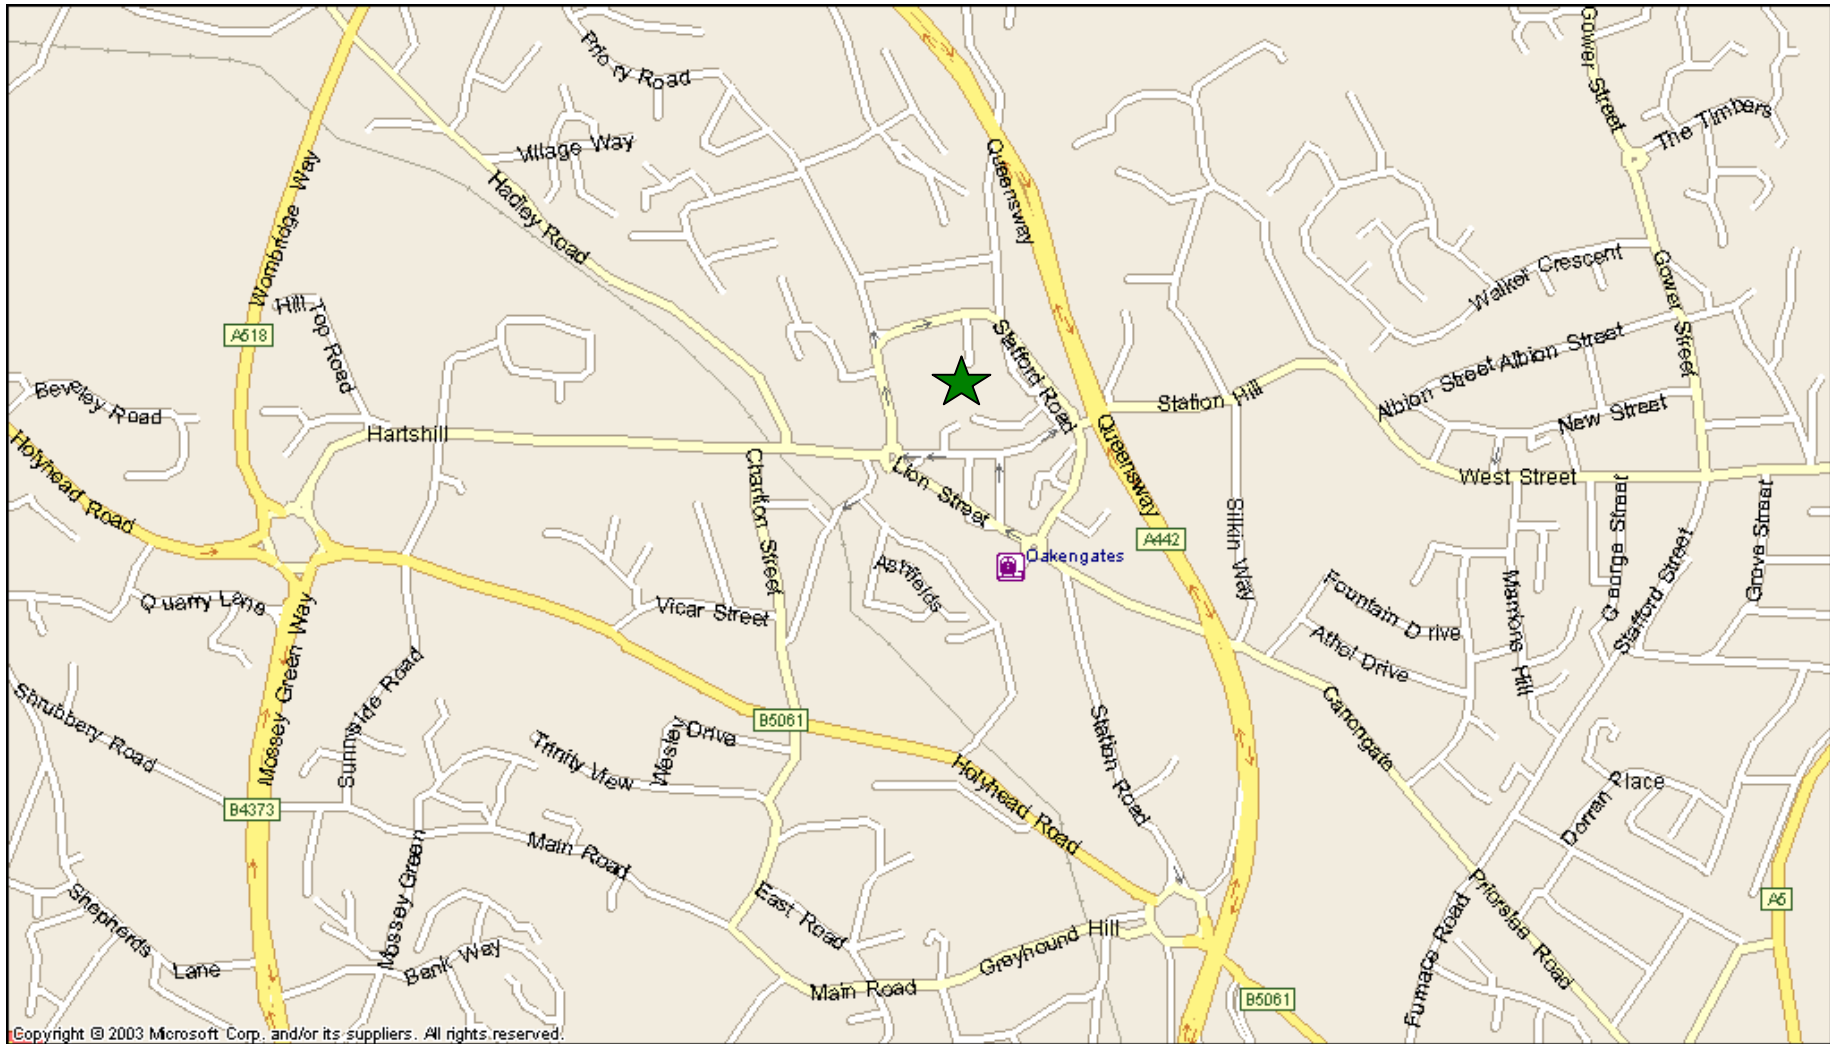 Priory Road
Gower Street
The Timbers
Village Way
Queensway
Wombridge Way
Hadley Road
Walker Crescent
Gower Street
Hill Top Road
A518
Stafford Road
Albion Street
Albion Street
Station Hill
New Street
Beverley Road
Hartshill
Holyhead Road
Queensway
Lion Street
Charlton Street
West Street
Silkin Way
George Street
Grove Street
Stafford Street
A442
Oakengates
Ashfields
Quarry Lane
Vicar Street
Fountain Drive
Athol Drive
Marrions Hill
Mossey Green Way
Sunnyside Road
Shrubbery Road
B5061
Wesley Drive
Trinity View
Station Road
Canongate
Holyhead Road
Dorran Place
B4373
Main Road
Mossey Green
East Road
Shepherds Lane
Bank Way
Greyhound Hill
Main Road
Priorslee Road
Furnace Road
A5
B5061
Copyright © 2003 Microsoft Corp. and/or its suppliers. All rights reserved.